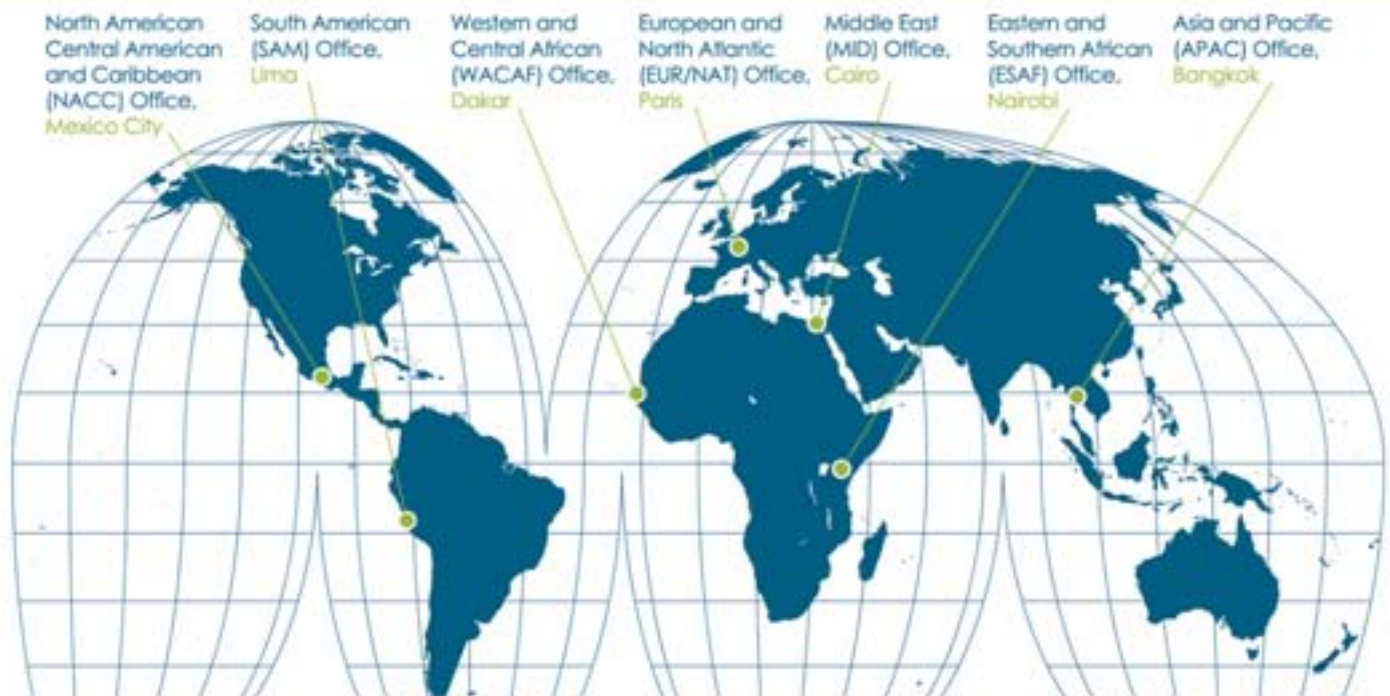 North American
Central American
and Caribbean
(NACC) Office,
Mexico City
South American
(SAM) Office,
Lima
Western and
Central African
(WACAF) Office,
Dakar
European and
North Atlantic
(EUR/NAT) Office,
Paris
Middle East
(MID) Office,
Cairo
Eastern and
Southern African
(ESAF) Office,
Nairobi
Asia and Pacific
(APAC) Office,
Bangkok